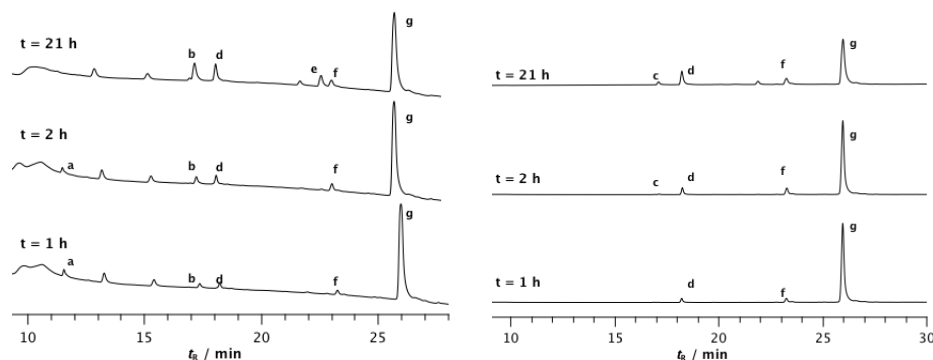 g
t = 21 h
b
d
e
f
g
t = 2 h
a
b
d
f
g
t = 1 h
a
b
d
f
10
15
20
25
tR / min
g
t = 21 h
c
d
f
g
t = 2 h
c
d
f
g
t = 1 h
d
f
10
15
20
25
30
tR / min